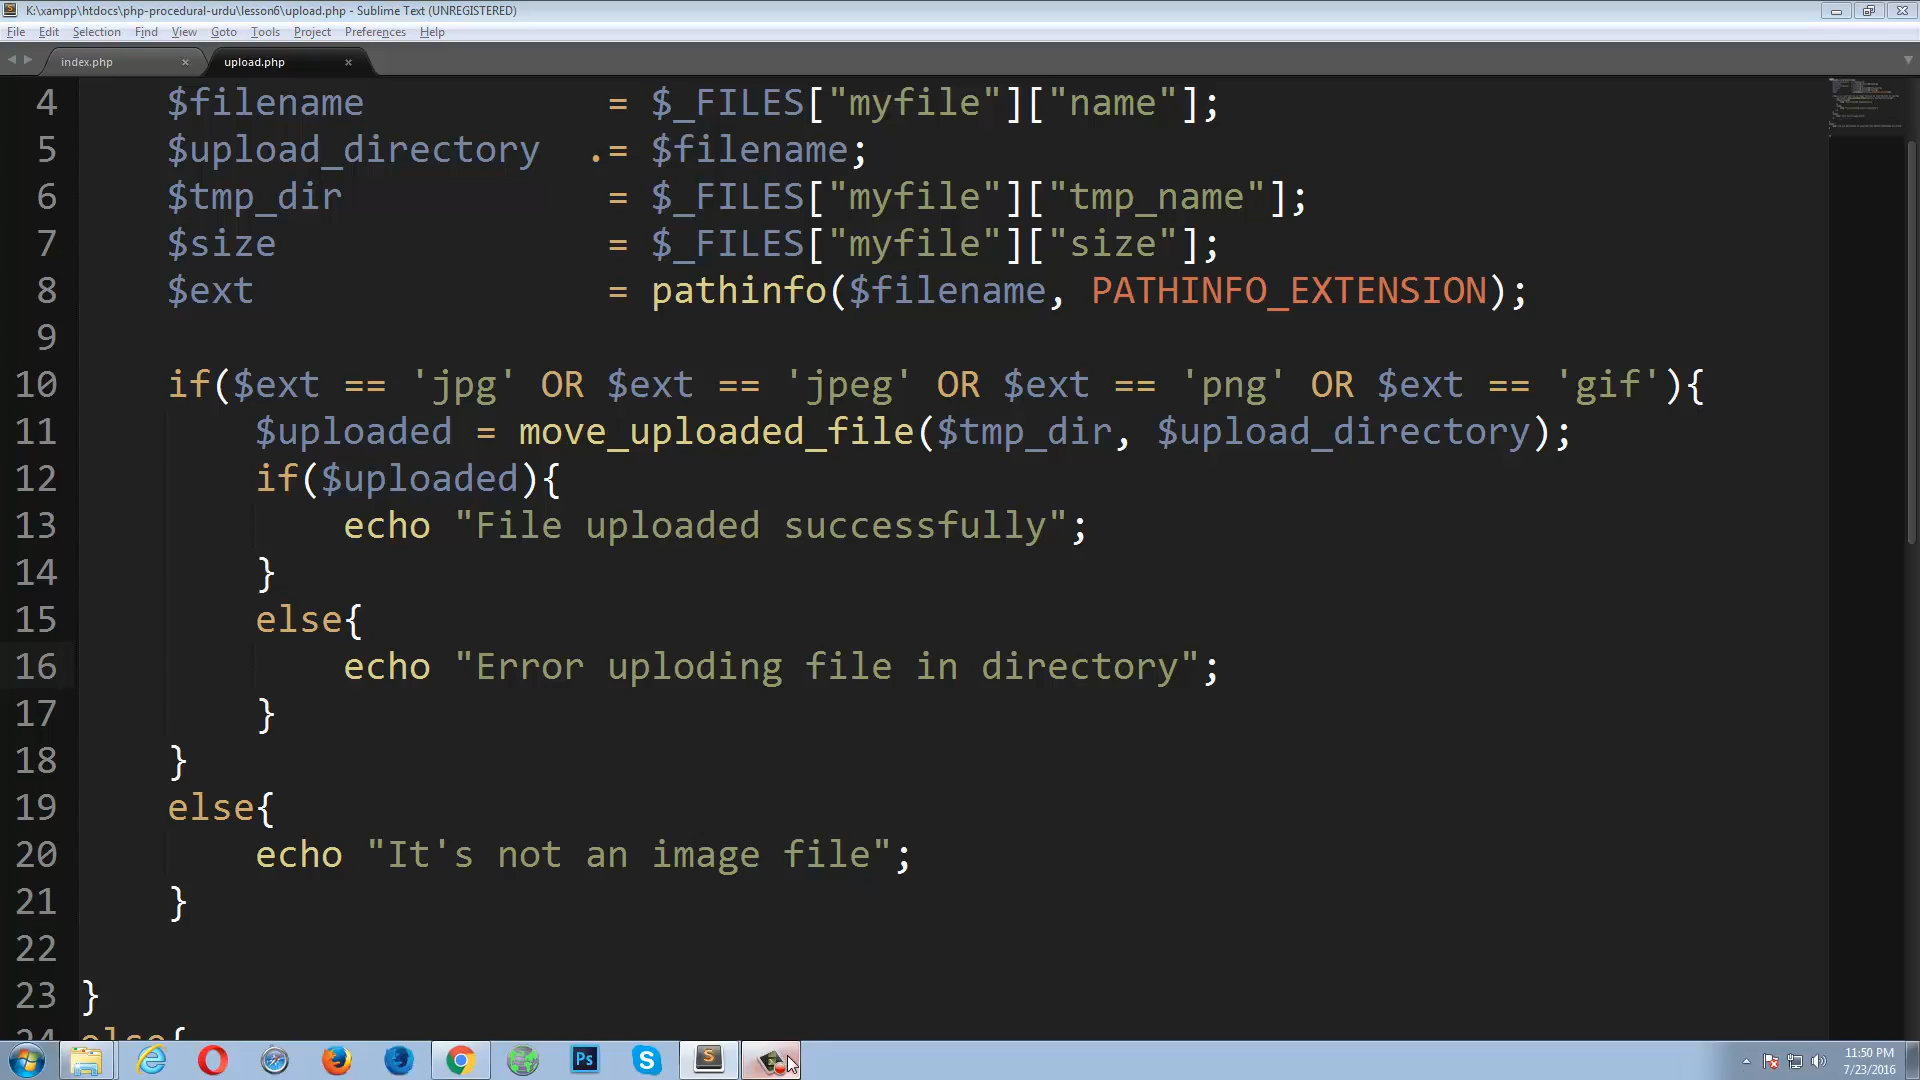 K:\xampp\htdocs\php-procedural-urdu\lesson6\upload.php - Sublime Text (UNREGISTERED)
File Edit Selection Find View Goto Tools Project Preferences Help
index.php × upload.php ×
4 $filename = $_FILES["myfile"]["name"];
5 $upload_directory .= $filename;
6 $tmp_dir = $_FILES["myfile"]["tmp_name"];
7 $size = $_FILES["myfile"]["size"];
8 $ext = pathinfo($filename, PATHINFO_EXTENSION);
9
10 if($ext == 'jpg' OR $ext == 'jpeg' OR $ext == 'png' OR $ext == 'gif'){
11 $uploaded = move_uploaded_file($tmp_dir, $upload_directory);
12 if($uploaded){
13 echo "File uploaded successfully";
14 }
15 else{
16 echo "Error uploding file in directory";
17 }
18 }
19 else{
20 echo "It's not an image file";
21 }
22
23 }
24 else{
Ps S S
11:50 PM
7/23/2016